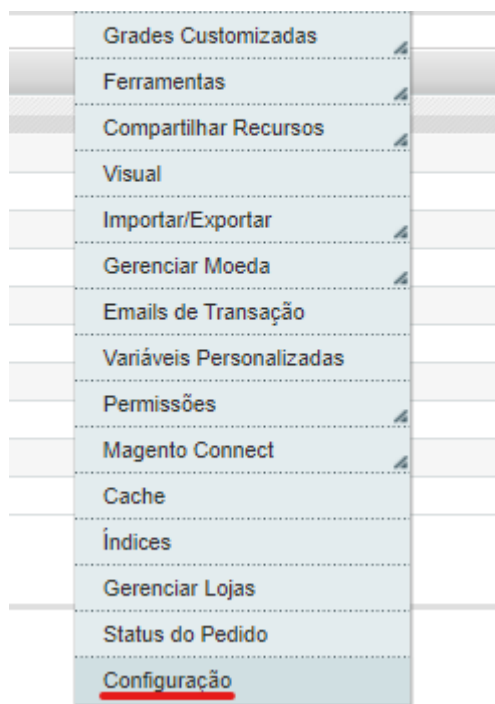 Grades Customizadas
Ferramentas
Compartilhar Recursos
Visual
Importar/Exportar
Gerenciar Moeda
Emails de Transação
Variáveis Personalizadas
Permissões
Magento Connect
Cache
Índices
Gerenciar Lojas
Status do Pedido
Configuração